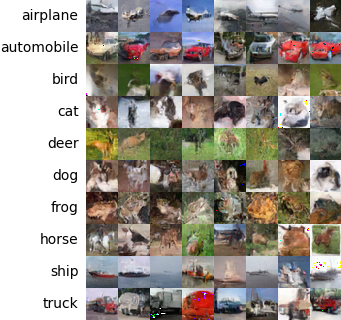 airplane
automobile
bird
cat
deer
dog
frog
horse
ship
truck